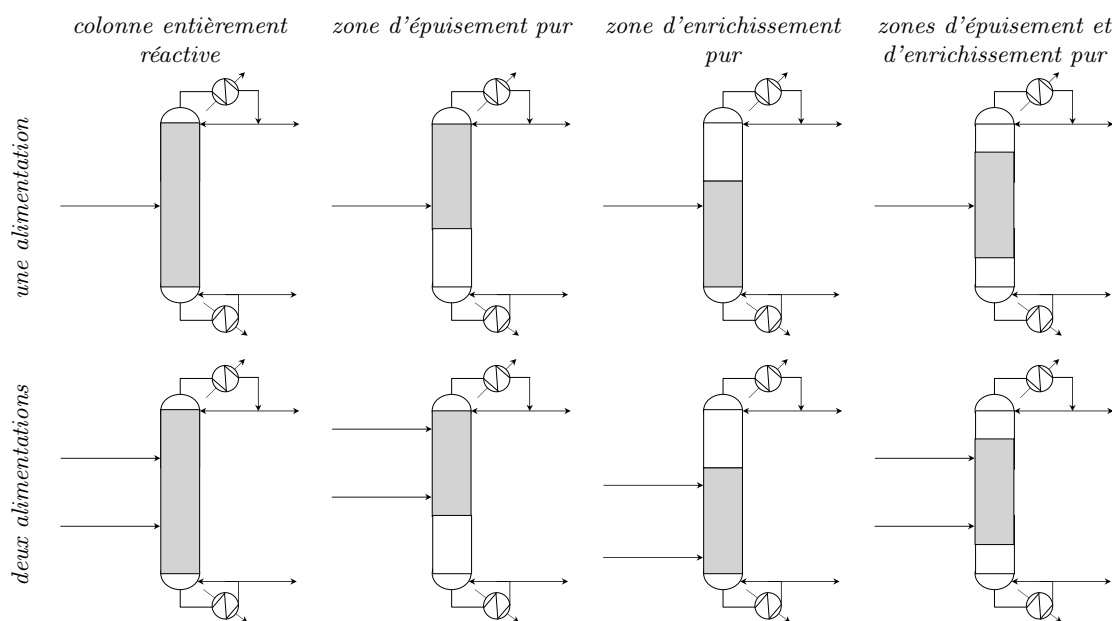 colonne entièrement
réactive
zone d'épuisement pur
zone d'enrichissement
pur
zones d'épuisement et
d'enrichissement pur
une alimentation
deux alimentations